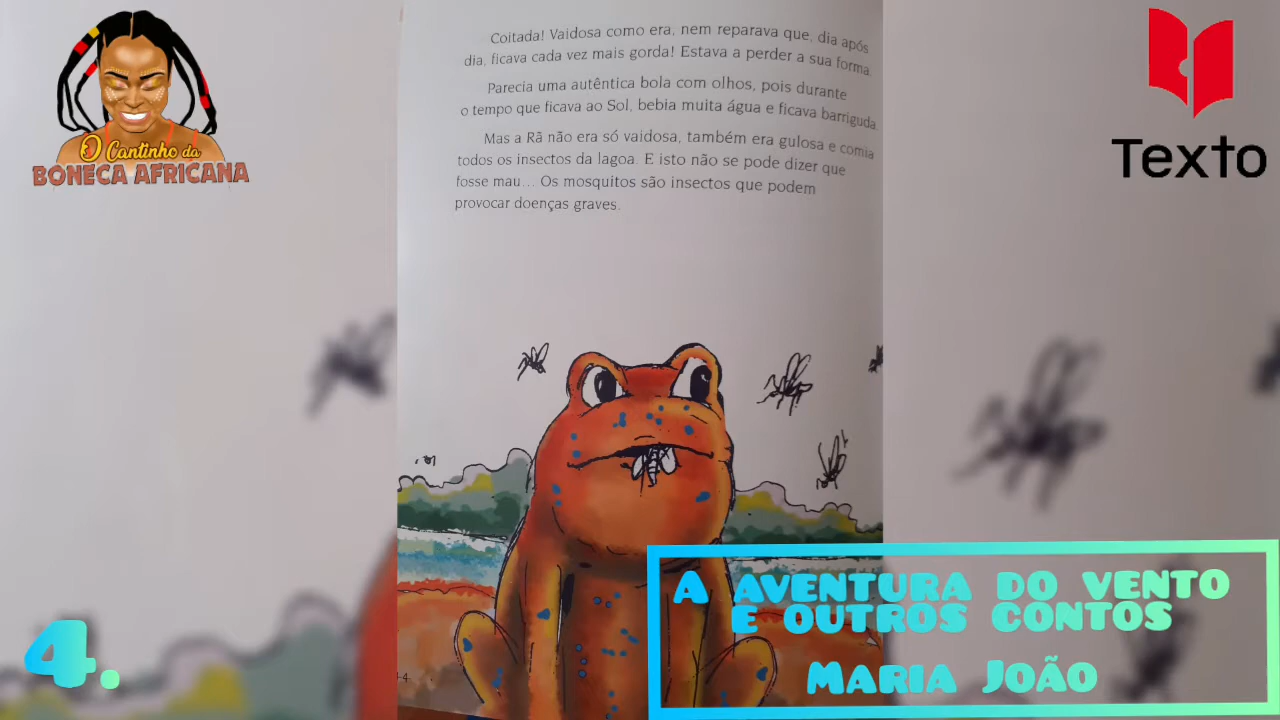 O Cantinho da
BONECA AFRICANA
Coitada! Vaidosa como era, nem reparava que, dia após
dia, ficava cada vez mais gorda! Estava a perder a sua forma.
Parecia uma autêntica bola com olhos, pois durante
o tempo que ficava ao Sol, bebia muita água e ficava barriguda.
Mas a Rã não era só vaidosa, também era gulosa e comia
todos os insectos da lagoa. E isto não se pode dizer que
fosse mau... Os mosquitos são insectos que podem
provocar doenças graves.
Texto
4.
A AVENTURA DO VENTO
E OUTROS CONTOS
MARIA JOÃO